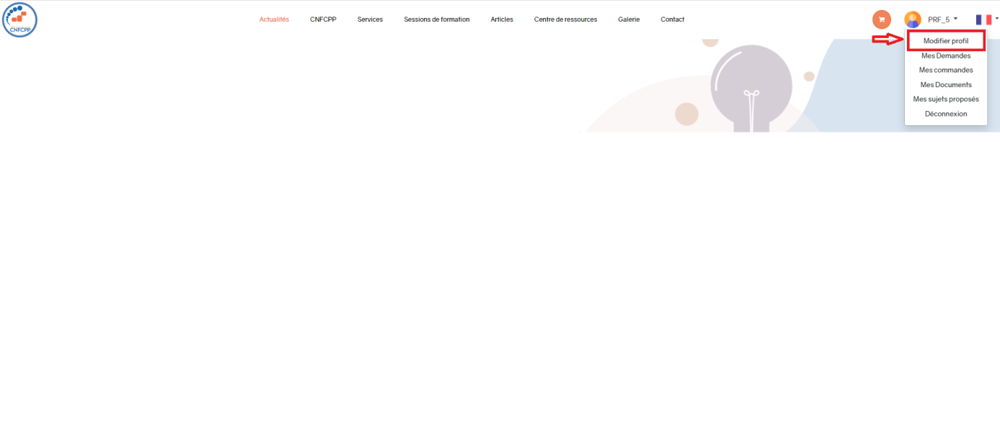 CNFCPP
Actualités CNFCPP Services Sessions de formation Articles Centre de ressources Galerie Contact PRF_5
Modifier profil
Mes Demandes
Mes commandes
Mes Documents
Mes sujets proposés
Déconnexion